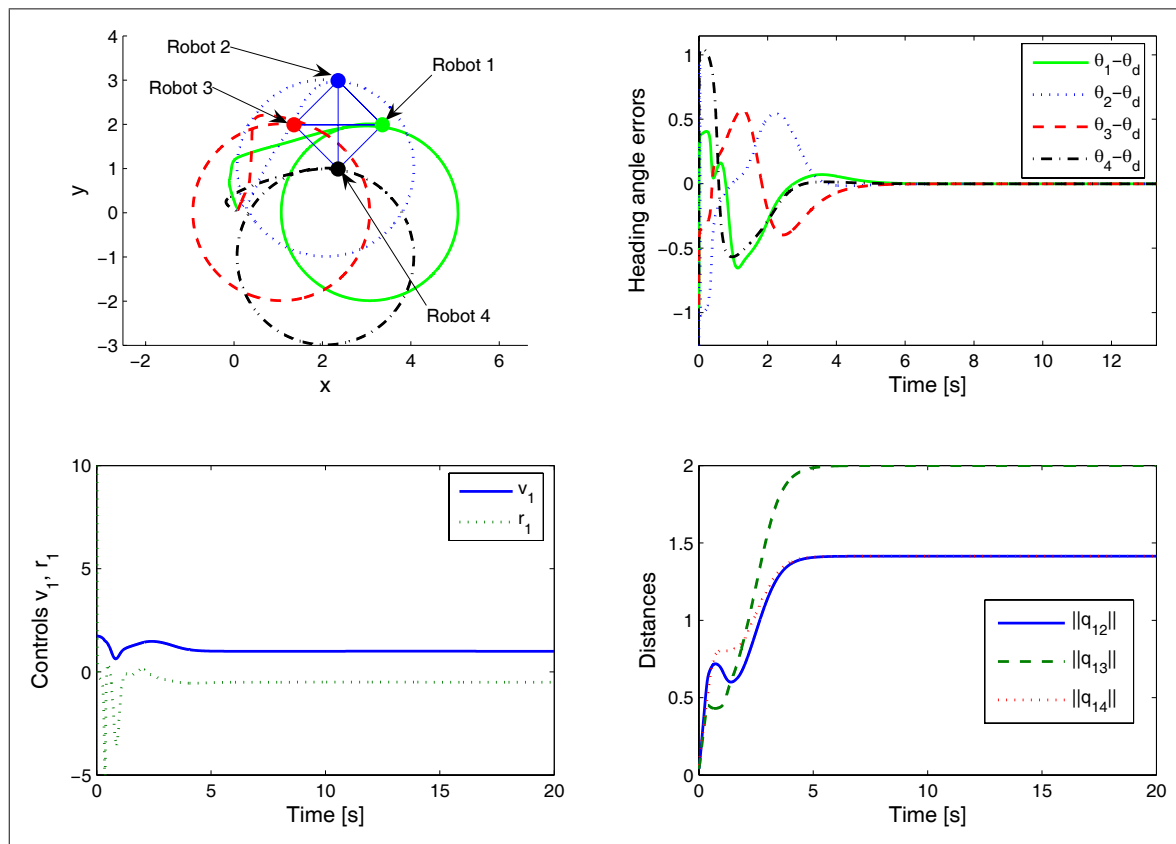 4
3
2
1
0
−1
−2
−3
−2
0
2
4
6
y
x
Robot 2
Robot 1
Robot 3
Robot 4
1
0.5
0
−0.5
−1
0
2
4
6
8
10
12
Heading angle errors
Time [s]
θ1−θd
θ2−θd
θ3−θd
θ4−θd
10
5
0
−5
0
5
10
15
20
Controls v1, r1
Time [s]
v1
r1
2
1.5
1
0.5
0
0
5
10
15
20
Distances
Time [s]
||q12||
||q13||
||q14||